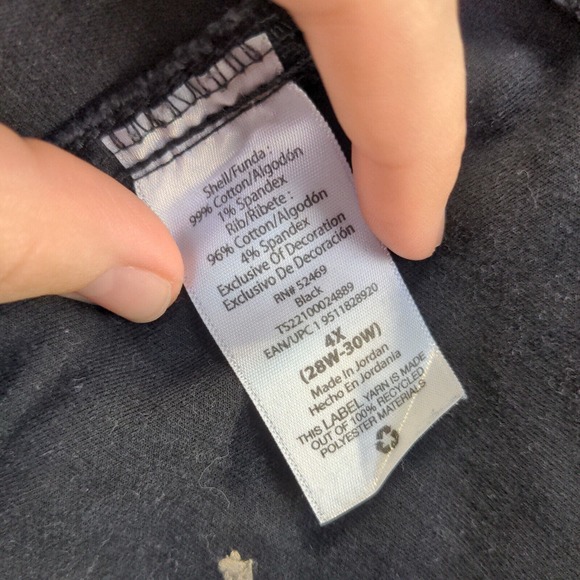 Shell/Funda :
99% Cotton/Algodón
1% Spandex
Rib/Ribete :
96% Cotton/Algodón
4% Spandex
Exclusive Of Decoration
Exclusivo De Decoración
RN# 52469
Black
TS22100024889
EAN/UPC 1 9511828920
4X
(28W-30W)
Made In Jordan
Hecho En Jordania
THIS LABEL YARN IS MADE
OUT OF 100% RECYCLED
POLYESTER MATERIALS